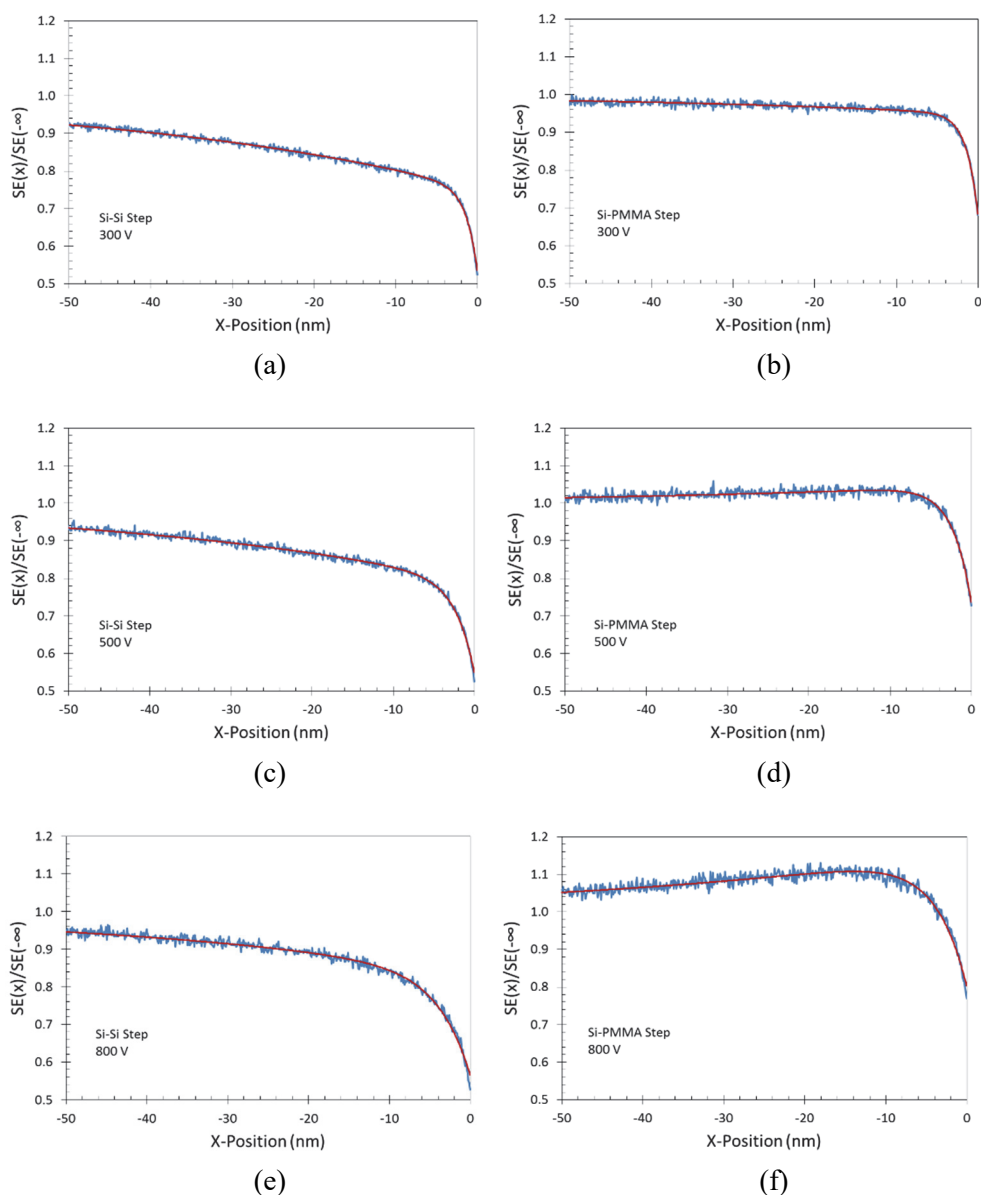 1.2
1.1
1.0
0.9
0.8
0.7
0.6
0.5
SE(x)/SE(-∞)
Si-Si Step
300 V
-50 -40 -30 -20 -10 0
X-Position (nm)
(a)
1.2
1.1
1.0
0.9
0.8
0.7
0.6
0.5
SE(x)/SE(-∞)
Si-PMMA Step
300 V
-50 -40 -30 -20 -10 0
X-Position (nm)
(b)
1.2
1.1
1.0
0.9
0.8
0.7
0.6
0.5
SE(x)/SE(-∞)
Si-Si Step
500 V
-50 -40 -30 -20 -10 0
X-Position (nm)
(c)
1.2
1.1
1.0
0.9
0.8
0.7
0.6
0.5
SE(x)/SE(-∞)
Si-PMMA Step
500 V
-50 -40 -30 -20 -10 0
X-Position (nm)
(d)
1.2
1.1
1.0
0.9
0.8
0.7
0.6
0.5
SE(x)/SE(-∞)
Si-Si Step
800 V
-50 -40 -30 -20 -10 0
X-Position (nm)
(e)
1.2
1.1
1.0
0.9
0.8
0.7
0.6
0.5
SE(x)/SE(-∞)
Si-PMMA Step
800 V
-50 -40 -30 -20 -10 0
X-Position (nm)
(f)